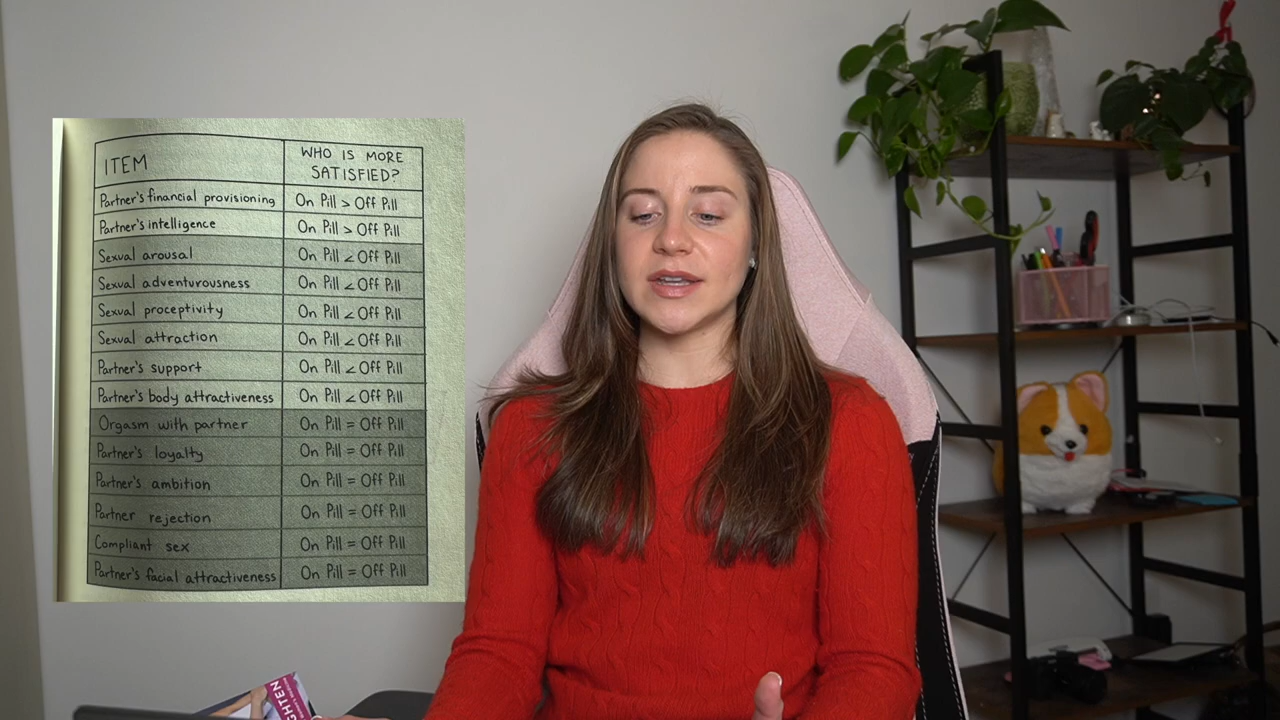 ITEM
WHO IS MORE
SATISFIED?
Partner's financial provisioning On Pill > Off Pill
Partner's intelligence On Pill > Off Pill
Sexual arousal On Pill < Off Pill
Sexual adventurousness On Pill < Off Pill
Sexual proceptivity On Pill < Off Pill
Sexual attraction On Pill < Off Pill
Partner's support On Pill < Off Pill
Partner's body attractiveness On Pill < Off Pill
Orgasm with partner On Pill = Off Pill
Partner's loyalty On Pill = Off Pill
Partner's ambition On Pill = Off Pill
Partner rejection On Pill = Off Pill
Compliant sex On Pill = Off Pill
Partner's facial attractiveness On Pill = Off Pill